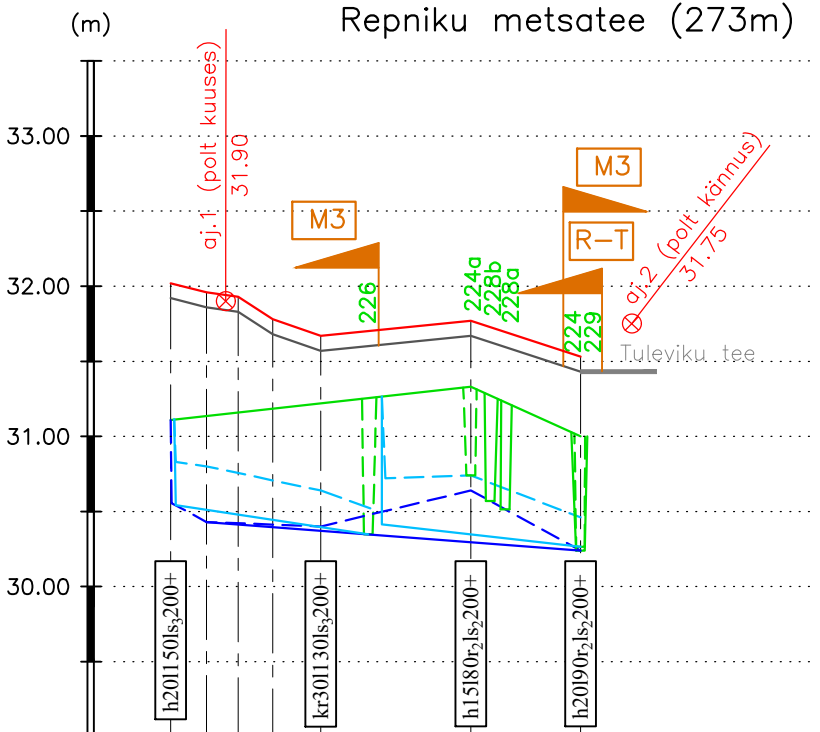 (m)
Repniku metsatee (273m)
33.00
32.00
31.00
30.00
aj.1 (polt kuuses)
31.90
M3
226
224a
228b
228a
M3
R-T
224
229
aj.2 (polt kännus)
31.75
Tuleviku tee
h20l150ls₃200+
kr30l130ls₃200+
h15l80r₂ls₂200+
h20l90r₂ls₂200+